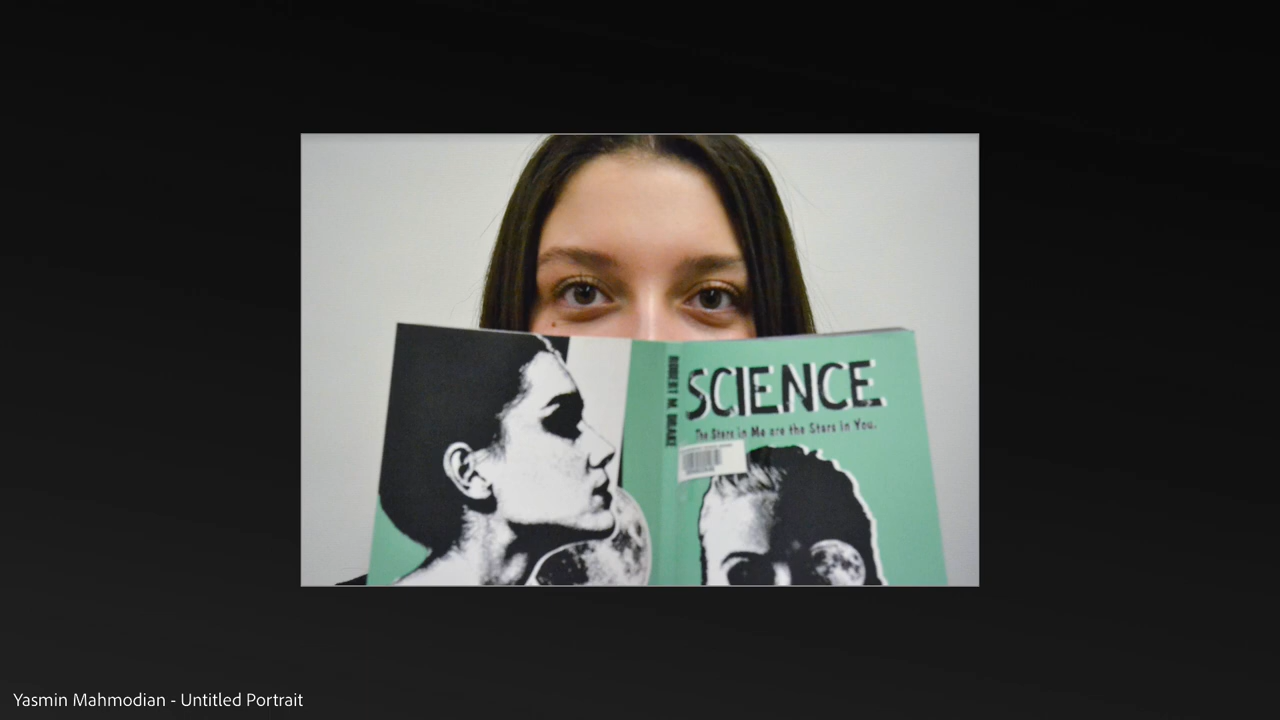 SCIENCE
The Stars in Me are the Stars in You.
ROBERT M. DRAKE
Yasmin Mahmodian - Untitled Portrait